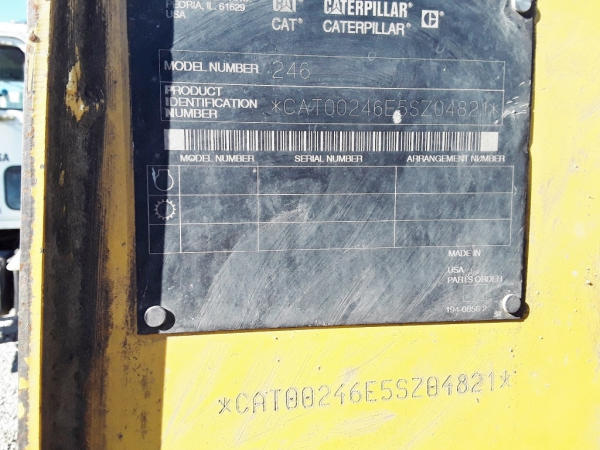 PEORIA, IL. 61629
USA
CAT CATERPILLAR
CAT® CATERPILLAR®
MODEL NUMBER 246
PRODUCT
IDENTIFICATION
NUMBER *CAT00246E5SZ04821*
MODEL NUMBER SERIAL NUMBER ARRANGEMENT NUMBER
MADE IN
USA
PARTS ORDER
*CAT00246E5SZ04821*